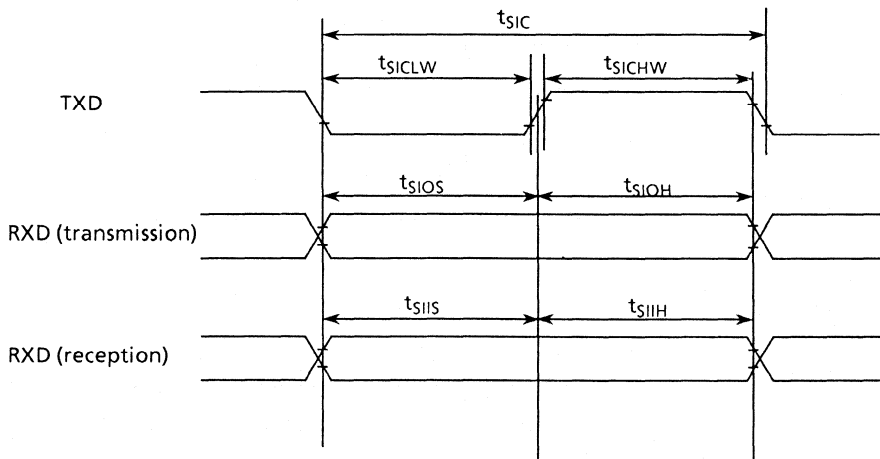 tSIC
tSICLW tSICHW
TXD
tSIOS tSIOH
RXD (transmission)
tSIIS tSIIH
RXD (reception)